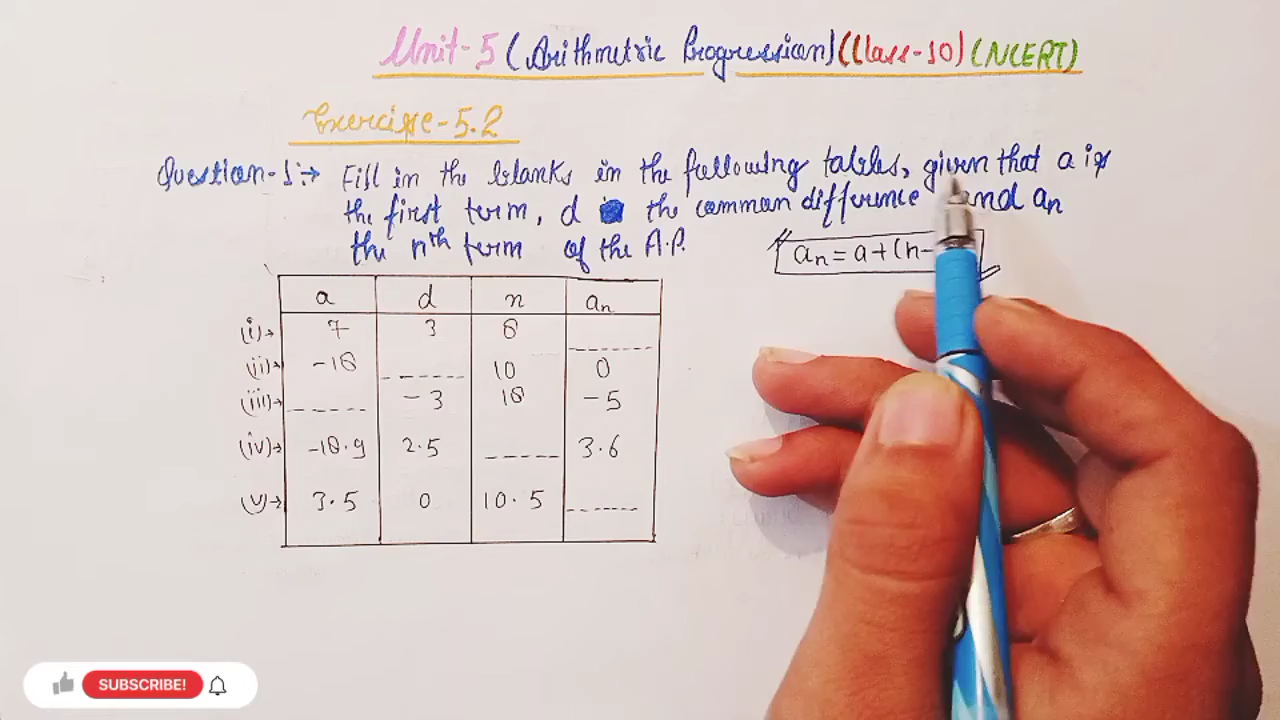 Unit-5 (Arithmetric Progression) (Class-10) (NCERT)
Exercise-5.2
Question-1:→ Fill in the blanks in the following tables, given that a is
the first term, d the common difference and an
the nth term of the A.P.
an = a+(n-
a d n an
(i)→ 7 3 8 ------
(ii)→ -18 ------ 10 0
(iii)→ ------ -3 18 -5
(iv)→ -18.9 2.5 ------ 3.6
(v)→ 3.5 0 10.5 ------
SUBSCRIBE!